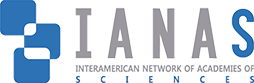 IANAS
INTERAMERICAN NETWORK OF ACADEMIES OF
SCIENCES